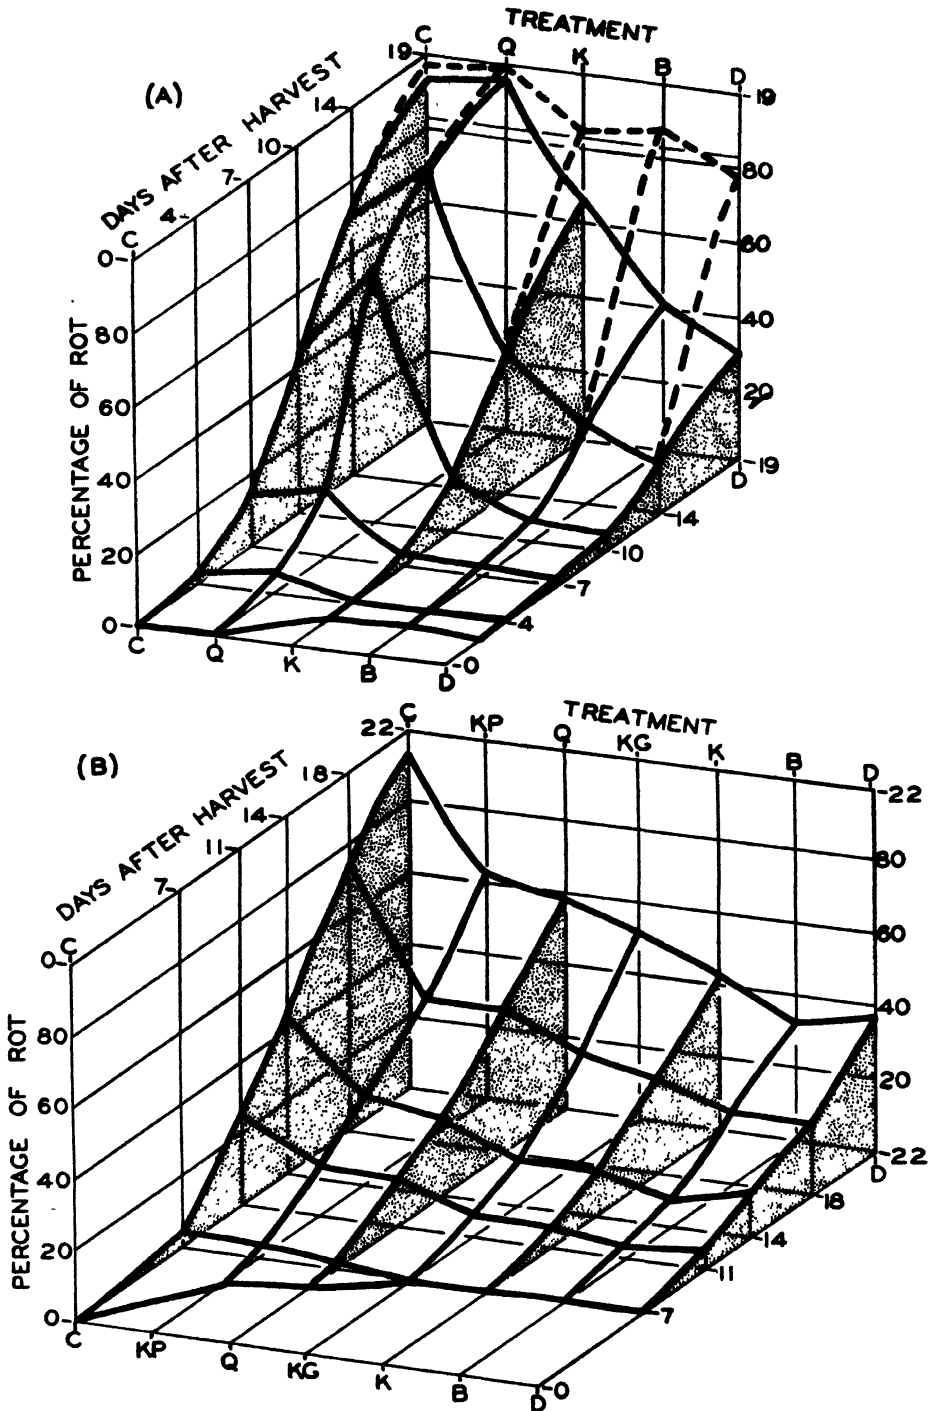 TREATMENT
C Q K B D
(A)
DAYS AFTER HARVEST
19 14 10 7 4 0
C
PERCENTAGE OF ROT
80
60
40
20
0
19
80
60
40
20
19
D
14
10
7
4
0
C Q K B D
TREATMENT
C KP Q KG K B D
(B)
DAYS AFTER HARVEST
22 18 14 11 7 0
C
PERCENTAGE OF ROT
80
60
40
20
0
22
80
60
40
20
22
D
18
14
11
7
0
C KP Q KG K B D